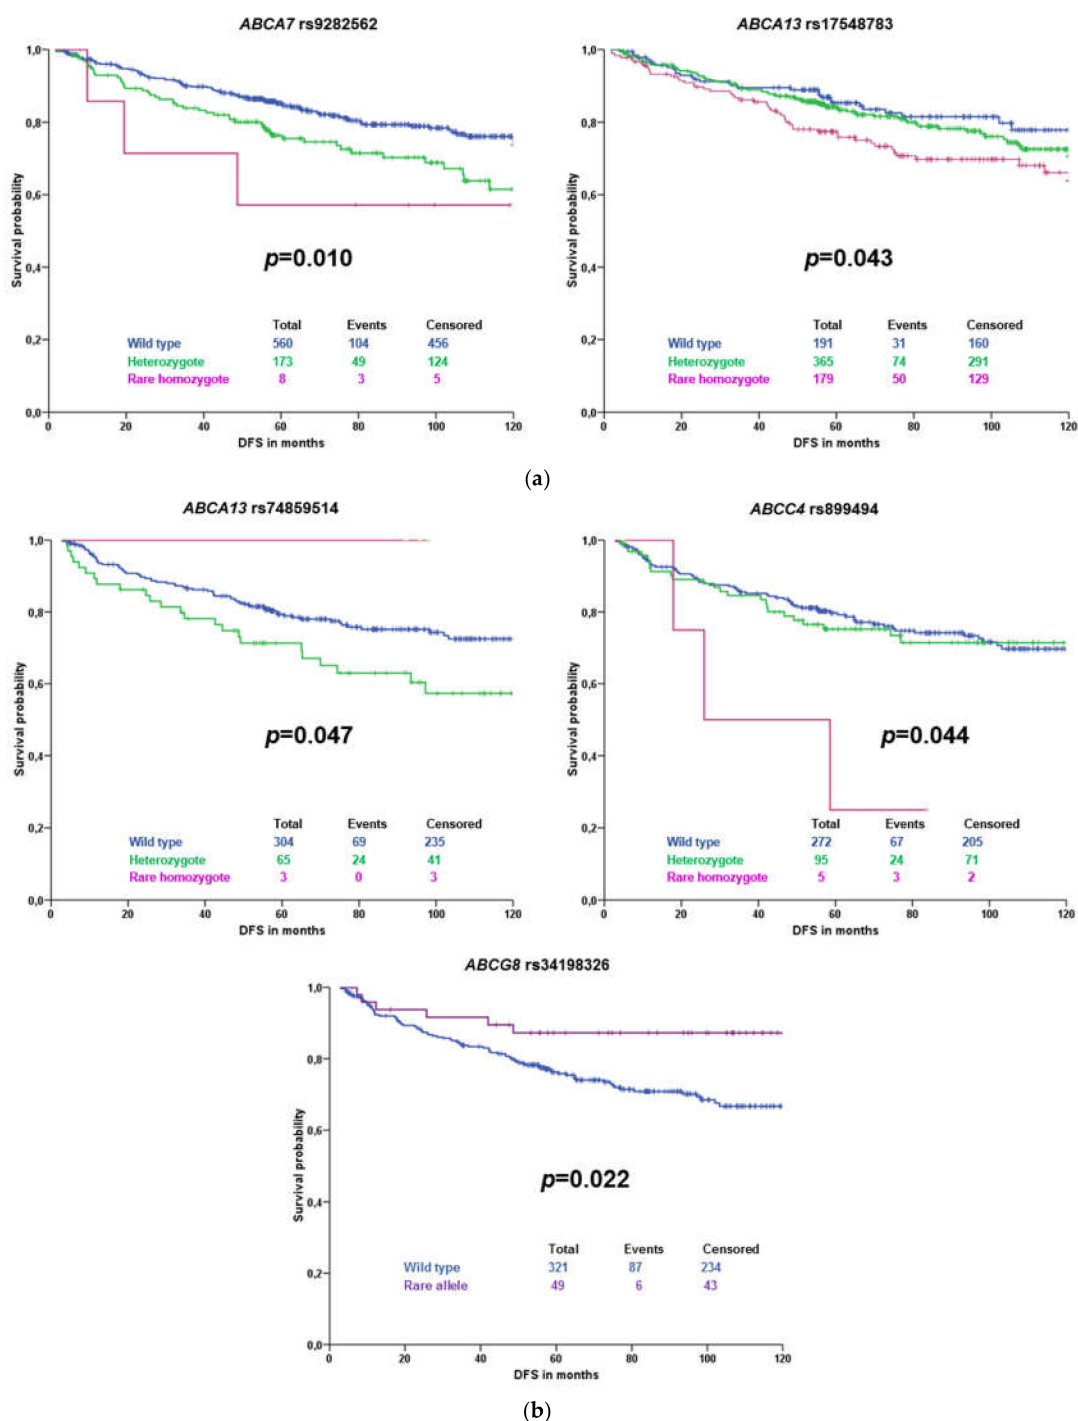 ABCA7 rs9282562
ABCA13 rs17548783
1,0
0,8
0,6
0,4
0,2
0,0
Survival probability
p=0.010
Total Events Censored
Wild type 560 104 456
Heterozygote 173 49 124
Rare homozygote 8 3 5
0 20 40 60 80 100 120
DFS in months
1,0
0,8
0,6
0,4
0,2
0,0
Survival probability
p=0.043
Total Events Censored
Wild type 191 31 160
Heterozygote 365 74 291
Rare homozygote 179 50 129
0 20 40 60 80 100 120
DFS in months
(a)
ABCA13 rs74859514
ABCC4 rs899494
1,0
0,8
0,6
0,4
0,2
0,0
Survival probability
p=0.047
Total Events Censored
Wild type 304 69 235
Heterozygote 65 24 41
Rare homozygote 3 0 3
0 20 40 60 80 100 120
DFS in months
1,0
0,8
0,6
0,4
0,2
0,0
Survival probability
p=0.044
Total Events Censored
Wild type 272 67 205
Heterozygote 95 24 71
Rare homozygote 5 3 2
0 20 40 60 80 100 120
DFS in months
ABCG8 rs34198326
1,0
0,8
0,6
0,4
0,2
0,0
Survival probability
p=0.022
Total Events Censored
Wild type 321 87 234
Rare allele 49 6 43
0 20 40 60 80 100 120
DFS in months
(b)